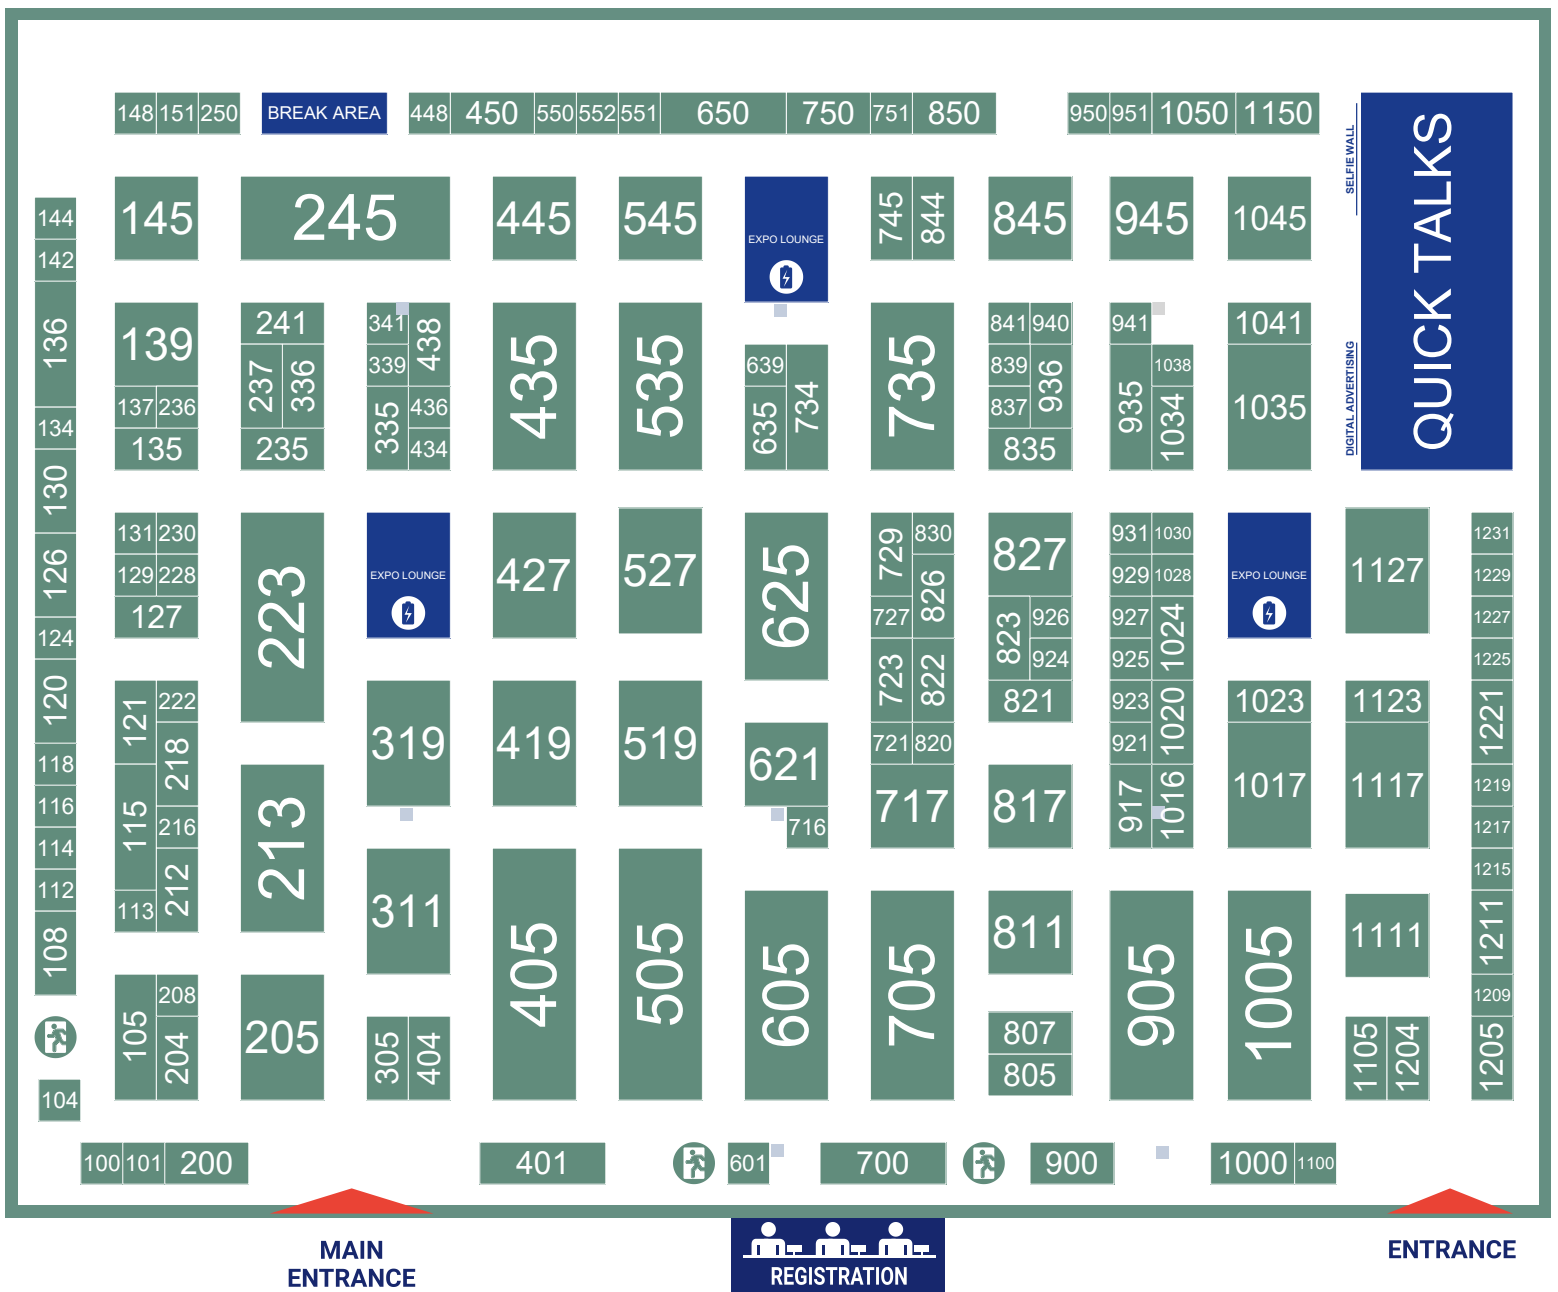 148 151 250 BREAK AREA 448 450 550 552 551 650 750 751 850 950 951 1050 1150
QUICK TALKS
SELFIE WALL
DIGITAL ADVERTISING
144 145 245 445 545 EXPO LOUNGE 745 844 845 945 1045
142
136 139 241 341 438 435 535 735 841 940 941 1041
237 336 339 639 734 839 936 935 1038 1035
134 137 236 335 436 635 837 1034
135 235 434 835
130
131 230 223 EXPO LOUNGE 427 527 625 729 830 827 931 1030 EXPO LOUNGE 1127 1231
126 129 228 826 929 1028 1229
124 127 727 823 926 927 1024 1227
924 925 1225
120 121 222 319 419 519 723 822 821 923 1020 1023 1123 1221
118 218 621 721 820 921 1017 1117
116 115 213 717 817 917 1016 1219
114 216 716 1217
112 212 311 405 505 605 705 811 905 1005 1111 1215
113 1211
108
105 208 205 1209
204 305 404 807 1105 1204 1205
104 805
100 101 200 401 601 700 900 1000 1100
MAIN
ENTRANCE
REGISTRATION
ENTRANCE